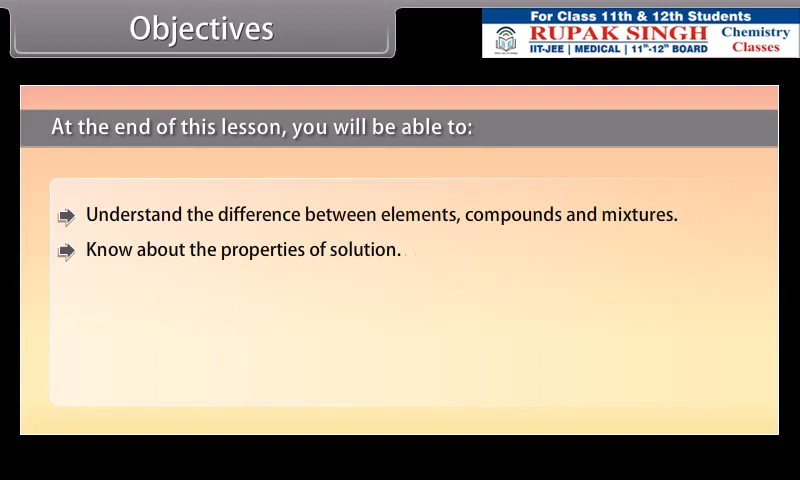 Objectives
For Class 11th & 12th Students
RUPAK SINGH
IIT-JEE | MEDICAL | 11th-12th BOARD
Chemistry
Classes
At the end of this lesson, you will be able to:
Understand the difference between elements, compounds and mixtures.
Know about the properties of solution.